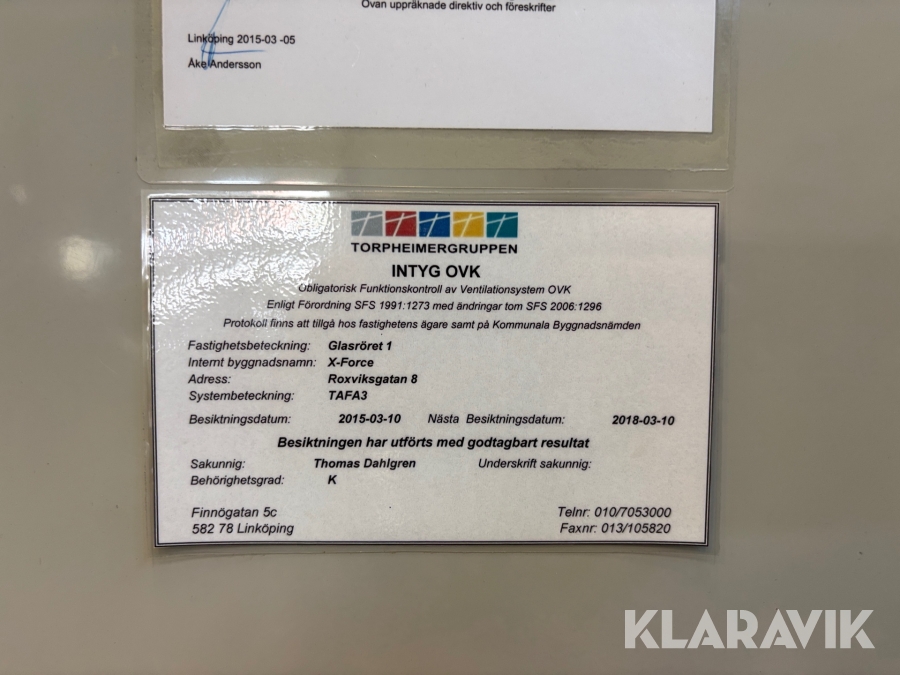 Ovan uppräknade direktiv och föreskrifter
Linköping 2015-03 -05
Åke Andersson
TORPHEIMERGRUPPEN
INTYG OVK
Obligatorisk Funktionskontroll av Ventilationsystem OVK
Enligt Förordning SFS 1991:1273 med ändringar tom SFS 2006:1296
Protokoll finns att tillgå hos fastighetens ägare samt på Kommunala Byggnadsnämden
Fastighetsbeteckning: Glasröret 1
Internt byggnadsnamn: X-Force
Adress: Roxviksgatan 8
Systembeteckning: TAFA3
Besiktningsdatum: 2015-03-10 Nästa Besiktningsdatum: 2018-03-10
Besiktningen har utförts med godtagbart resultat
Sakunnig: Thomas Dahlgren Underskrift sakunnig:
Behörighetsgrad: K
Finnögatan 5c Telnr: 010/7053000
582 78 Linköping Faxnr: 013/105820
KLARAVIK